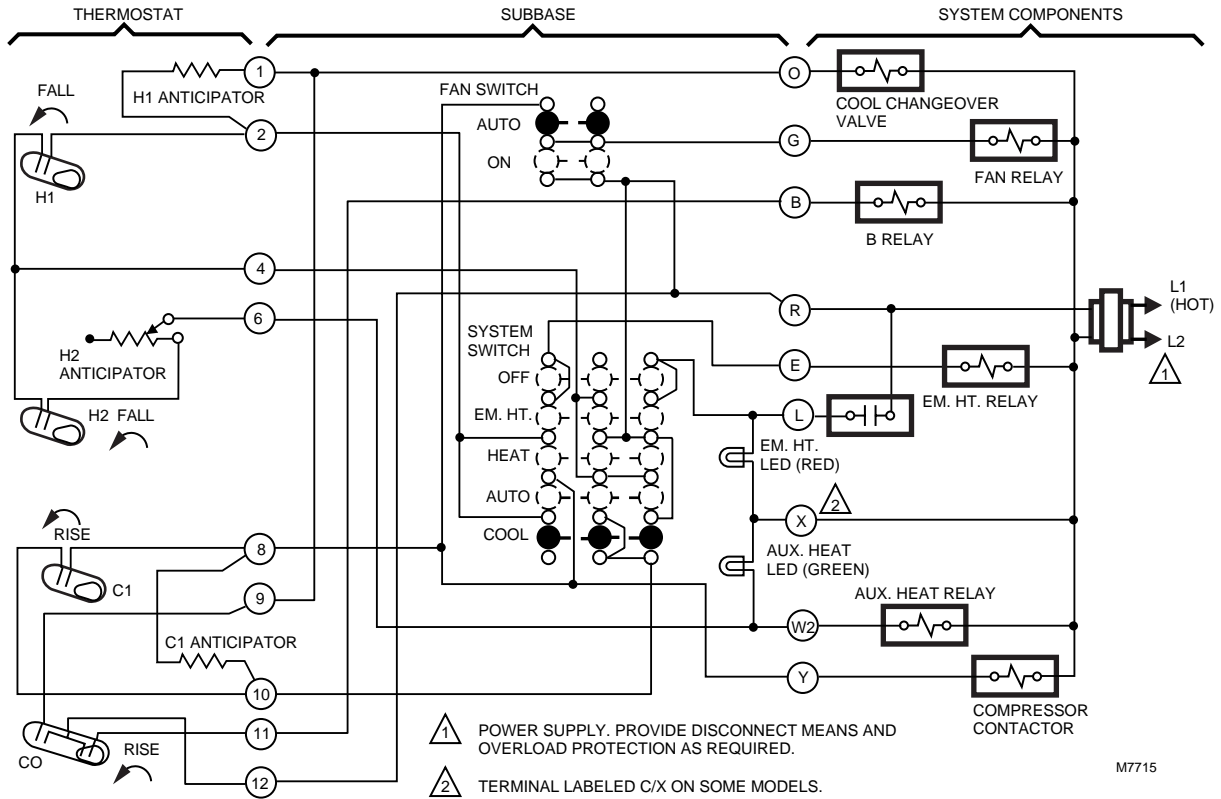 THERMOSTAT
SUBBASE
SYSTEM COMPONENTS
1
O
H1 ANTICIPATOR
FALL
H1
2
FAN SWITCH
AUTO
ON
COOL CHANGEOVER
VALVE
G
FAN RELAY
B
B RELAY
4
6
H2
ANTICIPATOR
H2 FALL
R
L1
(HOT)
L2
1
SYSTEM
SWITCH
OFF
EM. HT.
HEAT
AUTO
COOL
E
EM. HT. RELAY
L
EM. HT.
LED (RED)
2
X
AUX. HEAT
LED (GREEN)
AUX. HEAT RELAY
W2
Y
COMPRESSOR
CONTACTOR
RISE
C1
8
9
C1 ANTICIPATOR
10
11
CO
RISE
12
1 POWER SUPPLY. PROVIDE DISCONNECT MEANS AND
OVERLOAD PROTECTION AS REQUIRED.
2 TERMINAL LABELED C/X ON SOME MODELS.
M7715